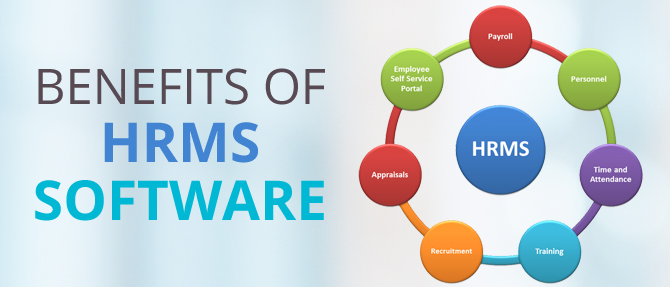 BENEFITS OF
HRMS
SOFTWARE
Payroll
Personnel
Time and
Attendance
Training
Recruitment
Appraisals
Employee
Self Service
Portal
HRMS